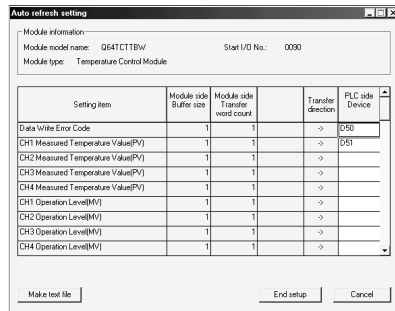 Auto refresh setting
Module information
Module model name: Q64TCTTBW Start I/O No.: 0090
Module type: Temperature Control Module
Setting item Module side Buffer size Module side Transfer word count Transfer direction PLC side Device
Data Write Error Code 1 1 -> D50
CH1 Measured Temperature Value(PV) 1 1 -> D51
CH2 Measured Temperature Value(PV) 1 1 ->
CH3 Measured Temperature Value(PV) 1 1 ->
CH4 Measured Temperature Value(PV) 1 1 ->
CH1 Operation Level(MV) 1 1 ->
CH2 Operation Level(MV) 1 1 ->
CH3 Operation Level(MV) 1 1 ->
CH4 Operation Level(MV) 1 1 ->
Make text file End setup Cancel